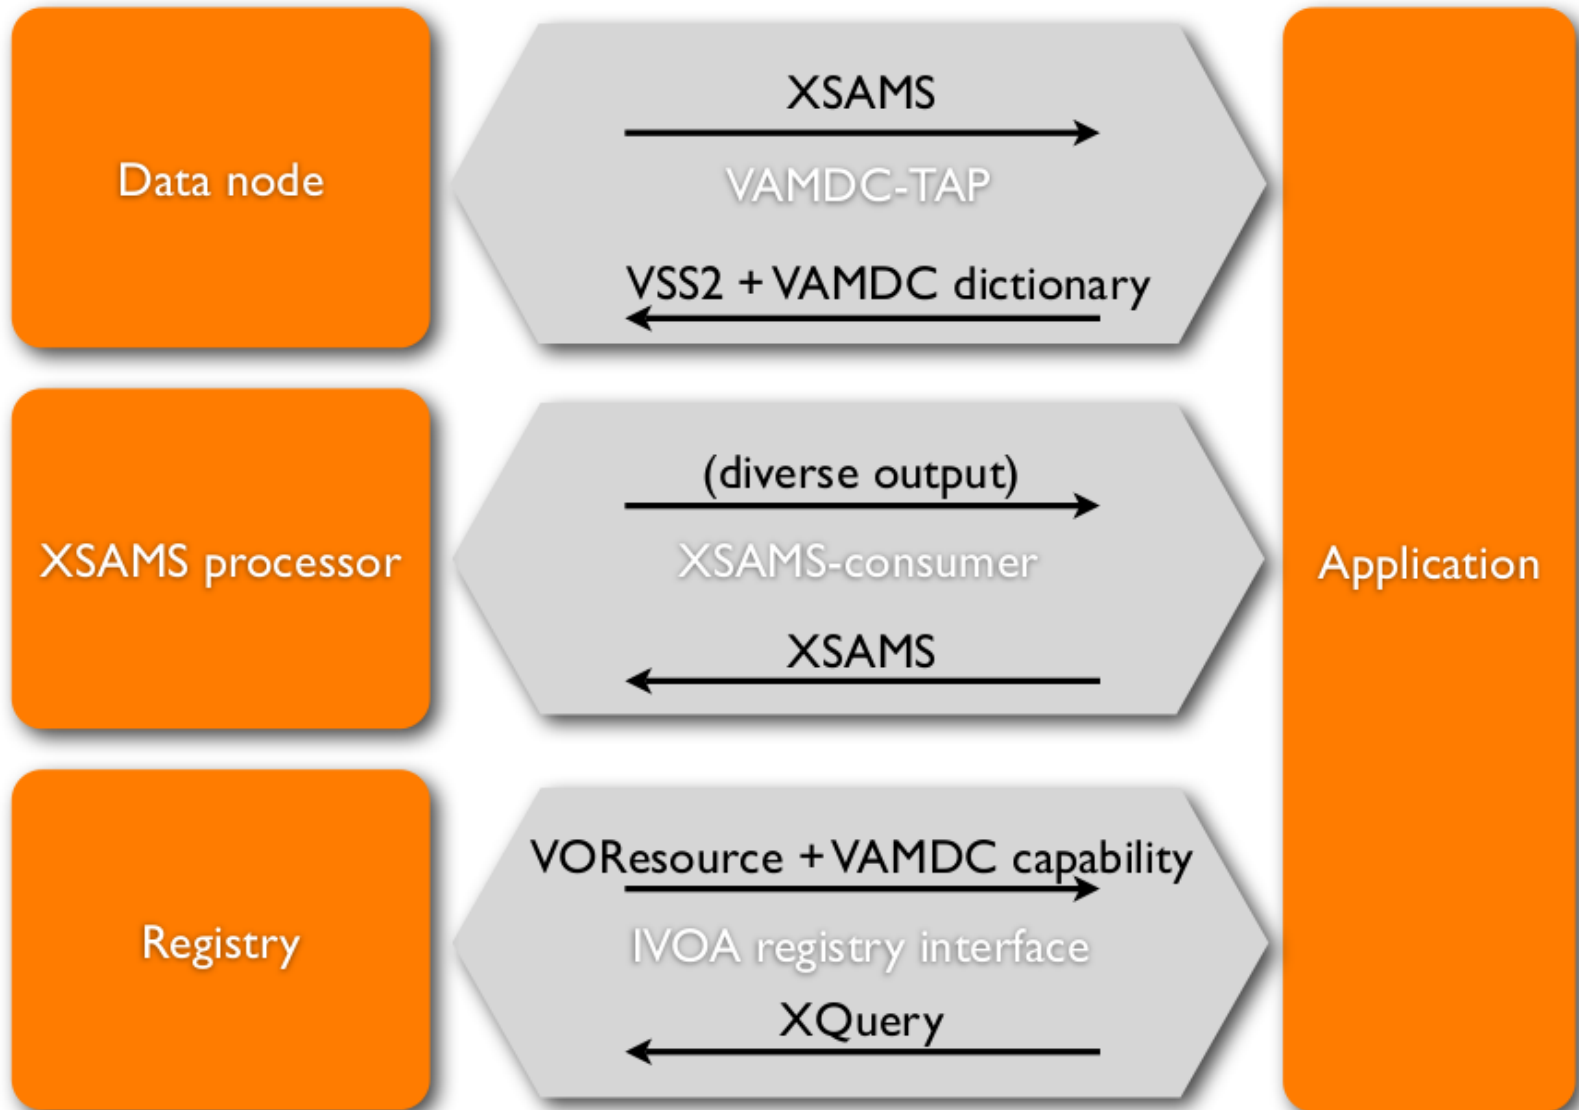 Data node
XSAMS
VAMDC-TAP
VSS2 + VAMDC dictionary
XSAMS processor
(diverse output)
XSAMS-consumer
XSAMS
Application
Registry
VOResource + VAMDC capability
IVOA registry interface
XQuery